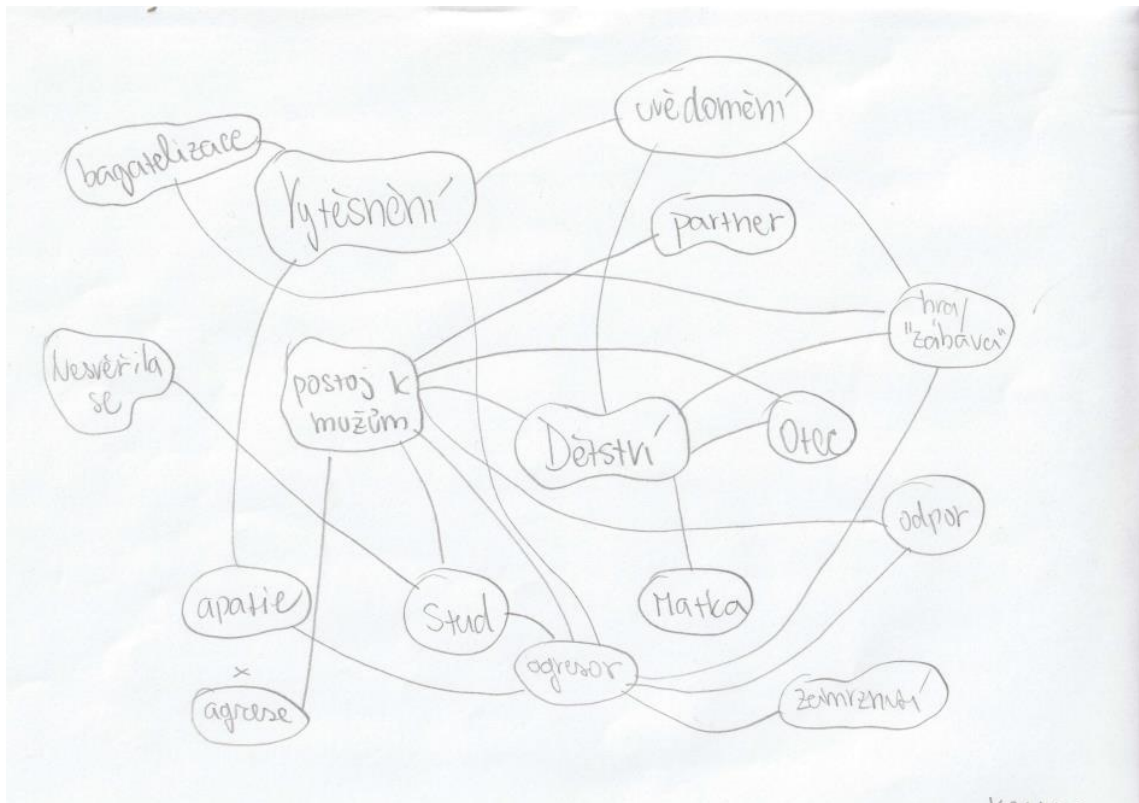 uvědomění
bagatelizace
Vytěsnění
partner
hra/
"zábava"
Nesvěřila
se
postoj k
mužům
Otec
Dětství
odpor
apatie
Stud
Matka
agresor
x
agrese
zamrznutí